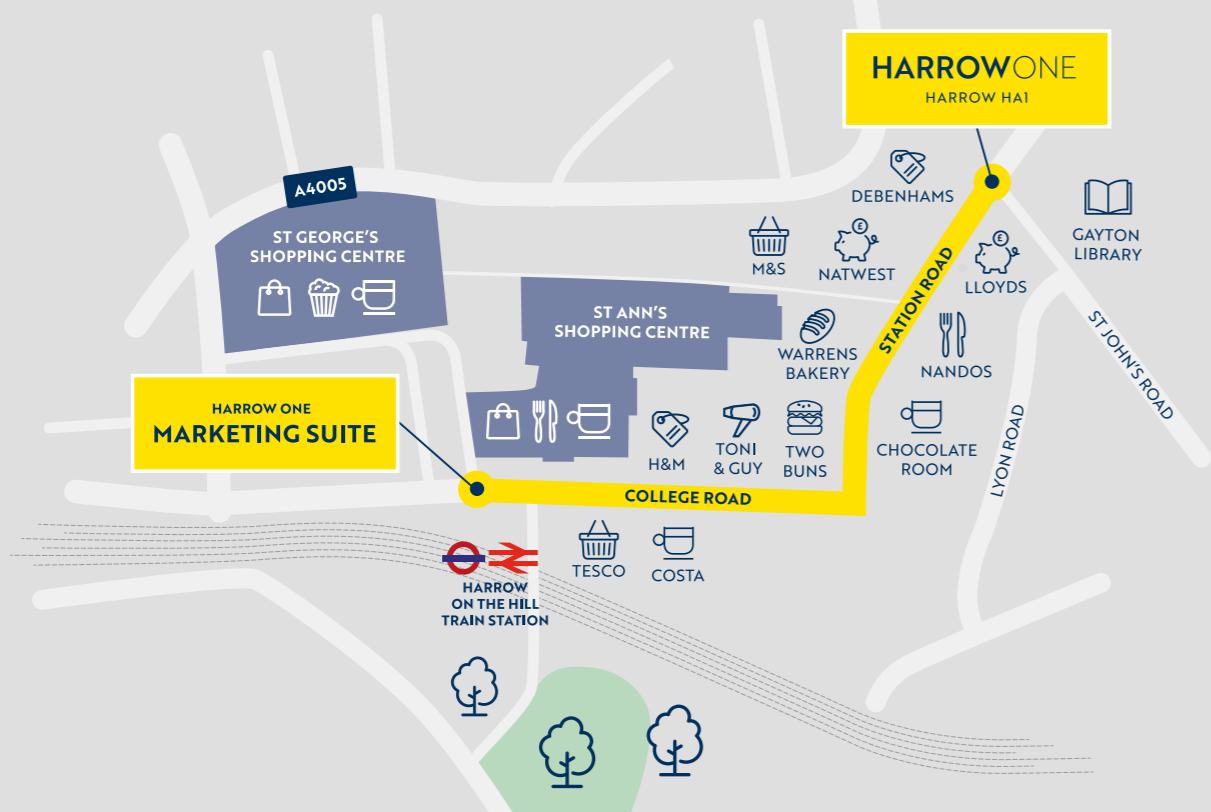 HARROWONE
HARROW HA1
A4005
DEBENHAMS
GAYTON
LIBRARY
ST GEORGE'S
SHOPPING CENTRE
M&S
£
NATWEST
£
LLOYDS
STATION ROAD
ST ANN'S
SHOPPING CENTRE
WARRENS
BAKERY
NANDOS
ST JOHN'S ROAD
HARROW ONE
MARKETING SUITE
H&M
TONI
& GUY
TWO
BUNS
CHOCOLATE
ROOM
LYON ROAD
COLLEGE ROAD
TESCO
COSTA
HARROW
ON THE HILL
TRAIN STATION